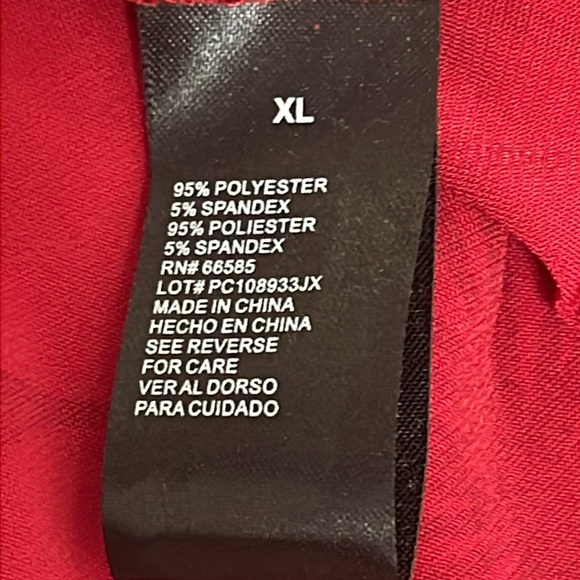 XL
95% POLYESTER
5% SPANDEX
95% POLIESTER
5% SPANDEX
RN# 66585
LOT# PC108933JX
MADE IN CHINA
HECHO EN CHINA
SEE REVERSE
FOR CARE
VER AL DORSO
PARA CUIDADO